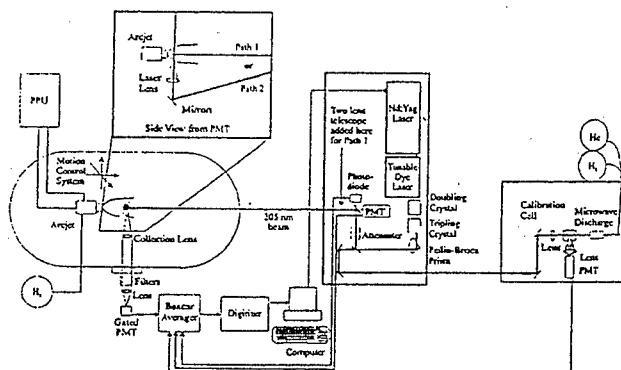 Arcjet
Path 1
or
Path 2
Laser
Lens
Mirror
Side View from PMT
PPU
Motion
Control
System
Arcjet
H₂
Collection Lens
Filters
Lens
Gated
PMT
Boxcar
Averager
Digitizer
Computer
205 nm
beam
Two lens
telescope
added here
for Path 1
Nd:Yag
Laser
Tunable
Dye
Laser
Photo-
diode
PMT
Attenuator
Doubling
Crystal
Tripling
Crystal
Pellin-Broca
Prism
He
H₂
Calibration
Cell
Microwave
Discharge
Lens
Lens
PMT